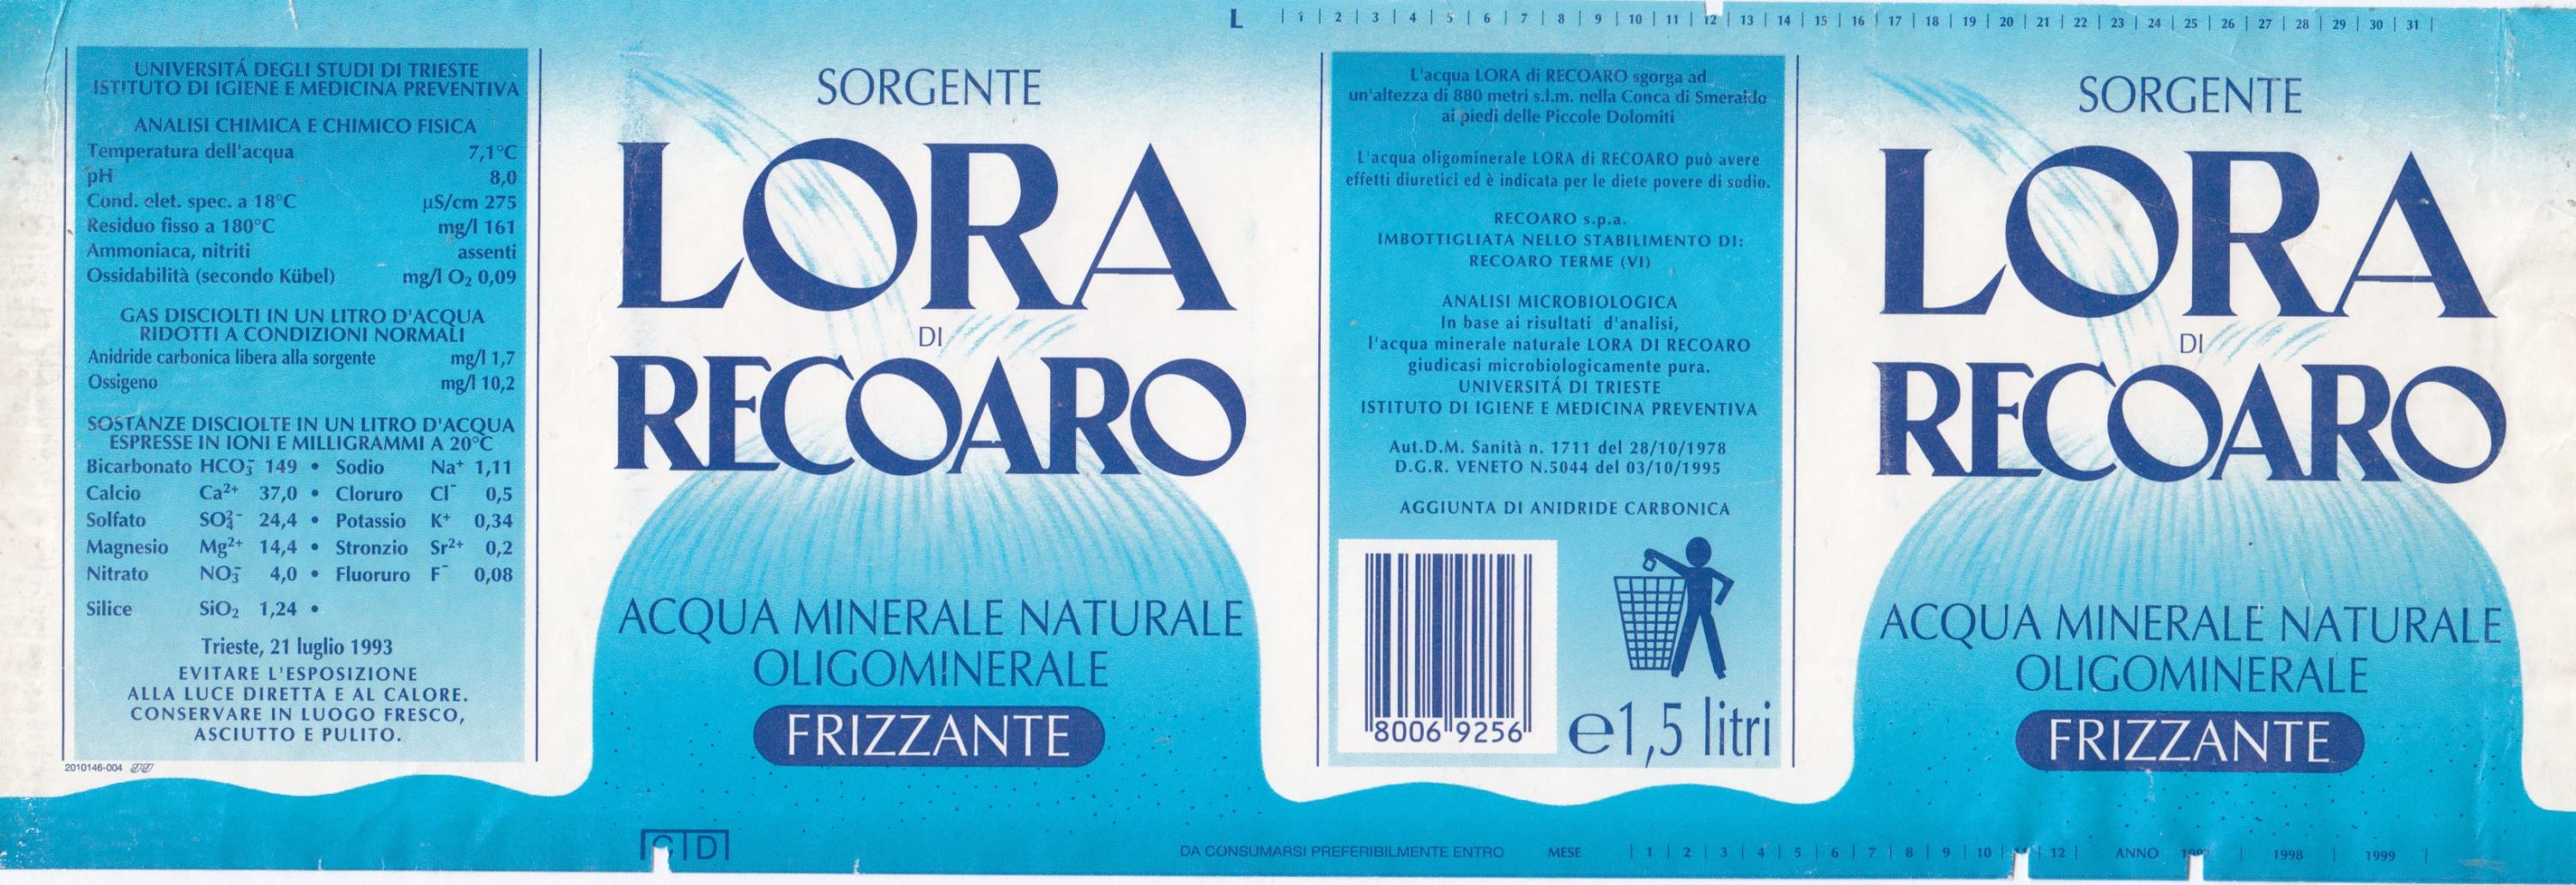 L 1 2 3 4 5 6 7 8 9 10 11 12 13 14 15 16 17 18 19 20 21 22 23 24 25 26 27 28 29 30 31
UNIVERSITÁ DEGLI STUDI DI TRIESTE
ISTITUTO DI IGIENE E MEDICINA PREVENTIVA
ANALISI CHIMICA E CHIMICO FISICA
Temperatura dell'acqua 7,1°C
pH 8,0
Cond. elet. spec. a 18°C µS/cm 275
Residuo fisso a 180°C mg/l 161
Ammoniaca, nitriti assenti
Ossidabilità (secondo Kübel) mg/l O₂ 0,09
GAS DISCIOLTI IN UN LITRO D'ACQUA
RIDOTTI A CONDIZIONI NORMALI
Anidride carbonica libera alla sorgente mg/l 1,7
Ossigeno mg/l 10,2
SOSTANZE DISCIOLTE IN UN LITRO D'ACQUA
ESPRESSE IN IONI E MILLIGRAMMI A 20°C
Bicarbonato HCO₃⁻ 149 • Sodio Na⁺ 1,11
Calcio Ca²⁺ 37,0 • Cloruro Cl⁻ 0,5
Solfato SO₄²⁻ 24,4 • Potassio K⁺ 0,34
Magnesio Mg²⁺ 14,4 • Stronzio Sr²⁺ 0,2
Nitrato NO₃⁻ 4,0 • Fluoruro F⁻ 0,08
Silice SiO₂ 1,24 •
Trieste, 21 luglio 1993
EVITARE L'ESPOSIZIONE
ALLA LUCE DIRETTA E AL CALORE.
CONSERVARE IN LUOGO FRESCO,
ASCIUTTO E PULITO.
2010146-004
SORGENTE
LORA
DI
RECOARO
ACQUA MINERALE NATURALE
OLIGOMINERALE
FRIZZANTE
C D
L'acqua LORA di RECOARO sgorga ad
un'altezza di 880 metri s.l.m. nella Conca di Smeraldo
ai piedi delle Piccole Dolomiti
L'acqua oligominerale LORA di RECOARO può avere
effetti diuretici ed è indicata per le diete povere di sodio.
RECOARO s.p.a.
IMBOTTIGLIATA NELLO STABILIMENTO DI:
RECOARO TERME (VI)
ANALISI MICROBIOLOGICA
In base ai risultati d'analisi,
l'acqua minerale naturale LORA DI RECOARO
giudicasi microbiologicamente pura.
UNIVERSITÁ DI TRIESTE
ISTITUTO DI IGIENE E MEDICINA PREVENTIVA
Aut.D.M. Sanità n. 1711 del 28/10/1978
D.G.R. VENETO N.5044 del 03/10/1995
AGGIUNTA DI ANIDRIDE CARBONICA
8006 9256
e1,5 litri
SORGENTE
LORA
DI
RECOARO
ACQUA MINERALE NATURALE
OLIGOMINERALE
FRIZZANTE
DA CONSUMARSI PREFERIBILMENTE ENTRO MESE 1 2 3 4 5 6 7 8 9 10 12 ANNO 1998 1999